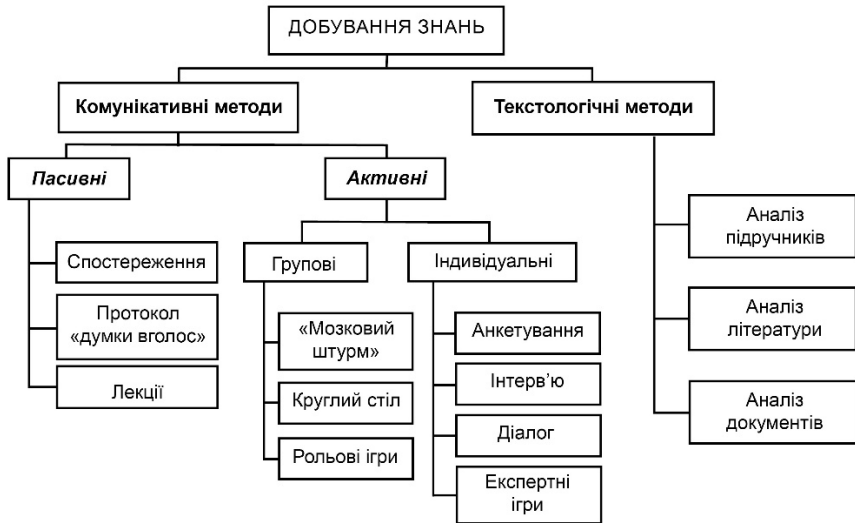 ДОБУВАННЯ ЗНАНЬ
Комунікативні методи
Текстологічні методи
Пасивні
Активні
Спостереження
Протокол
«думки вголос»
Лекції
Групові
«Мозковий
штурм»
Круглий стіл
Рольові ігри
Індивідуальні
Анкетування
Інтерв’ю
Діалог
Експертні
ігри
Аналіз
підручників
Аналіз
літератури
Аналіз
документів